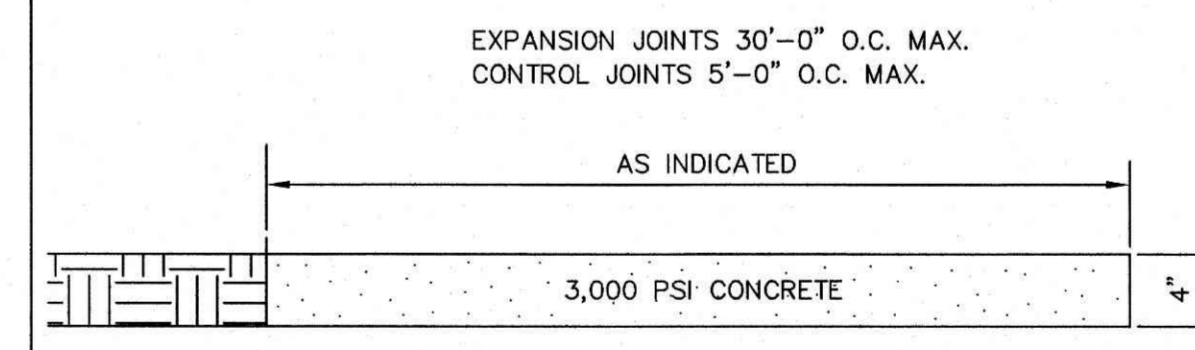 EXPANSION JOINTS 30'-0" O.C. MAX.
CONTROL JOINTS 5'-0" O.C. MAX.
AS INDICATED
3,000 PSI CONCRETE
4"